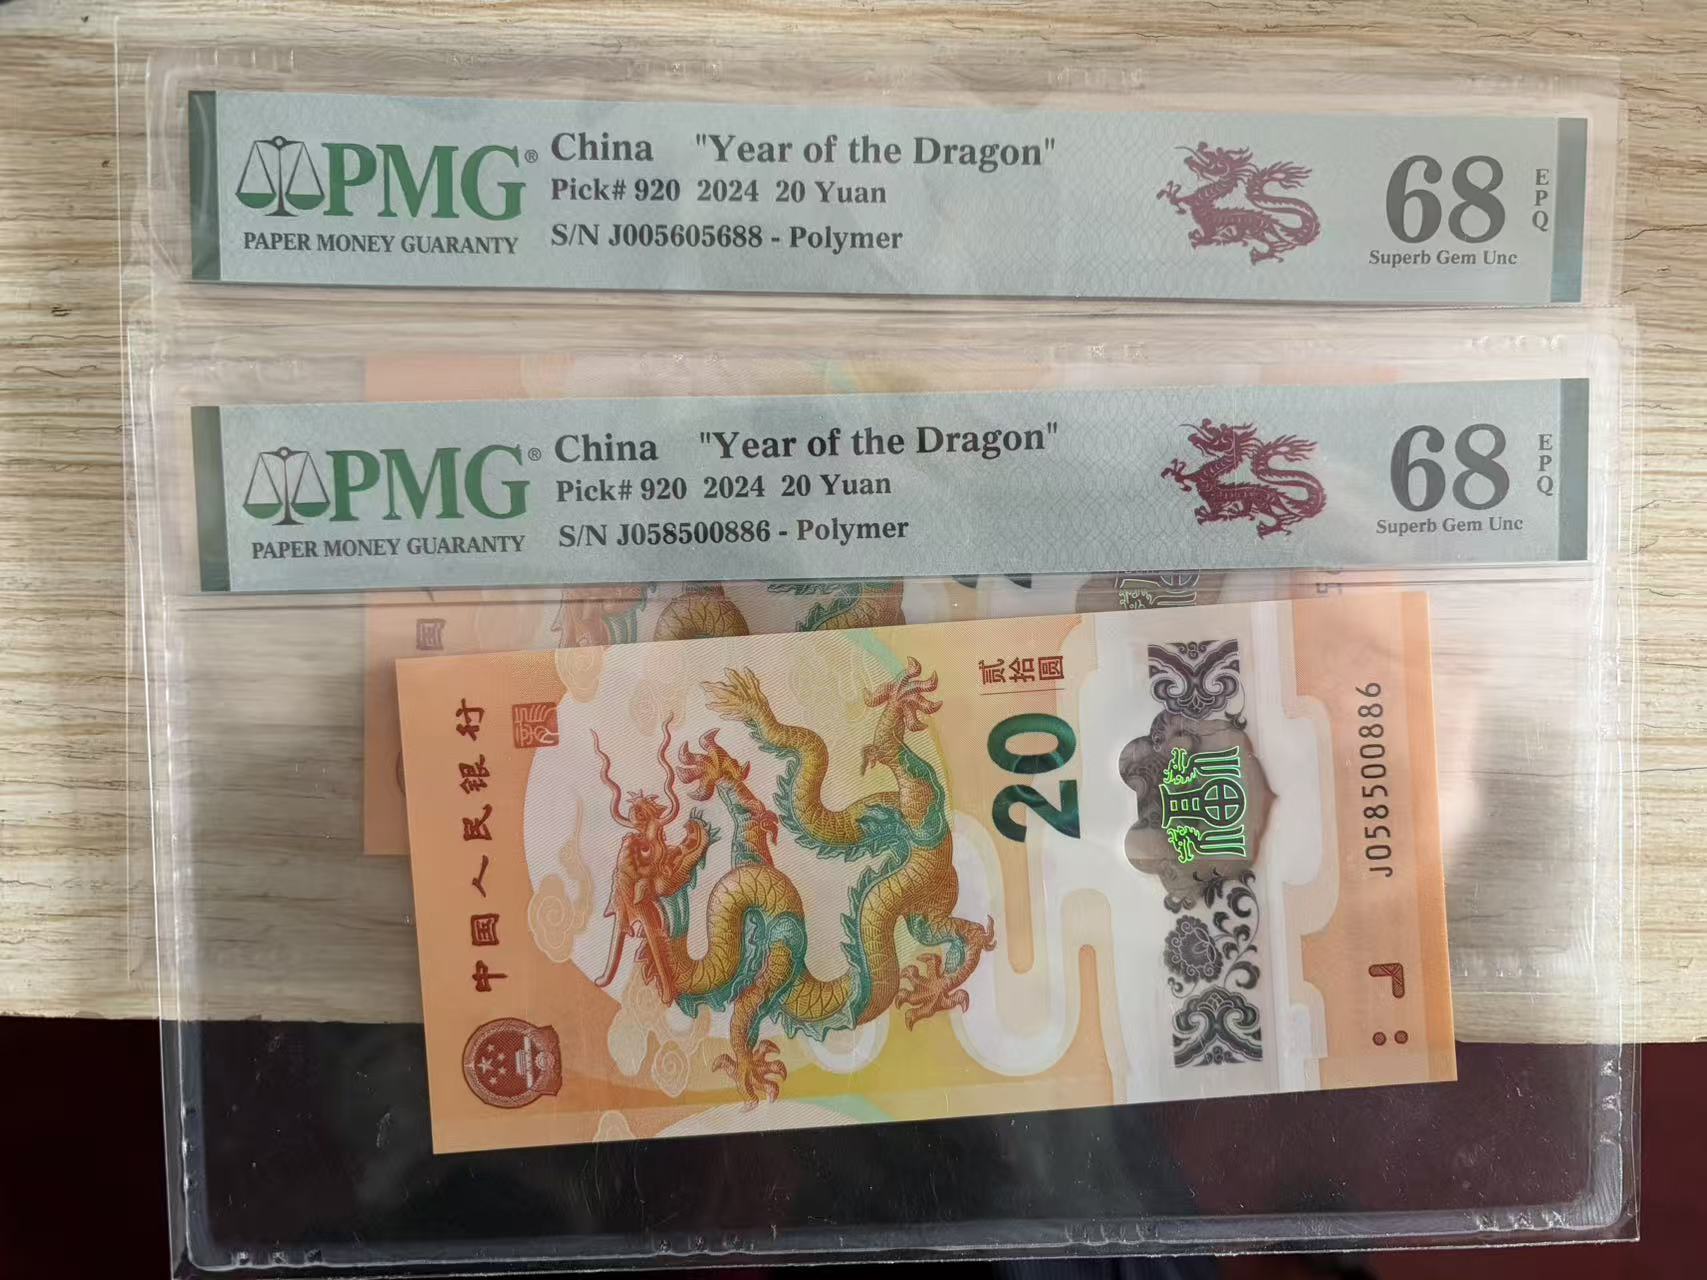 PMG®
PAPER MONEY GUARANTY
China "Year of the Dragon"
Pick# 920 2024 20 Yuan
S/N J005605688 - Polymer
68
EPQ
Superb Gem Unc
PMG®
PAPER MONEY GUARANTY
China "Year of the Dragon"
Pick# 920 2024 20 Yuan
S/N J058500886 - Polymer
68
EPQ
Superb Gem Unc
国
中国人民银行
贰拾圆
20
J058500886